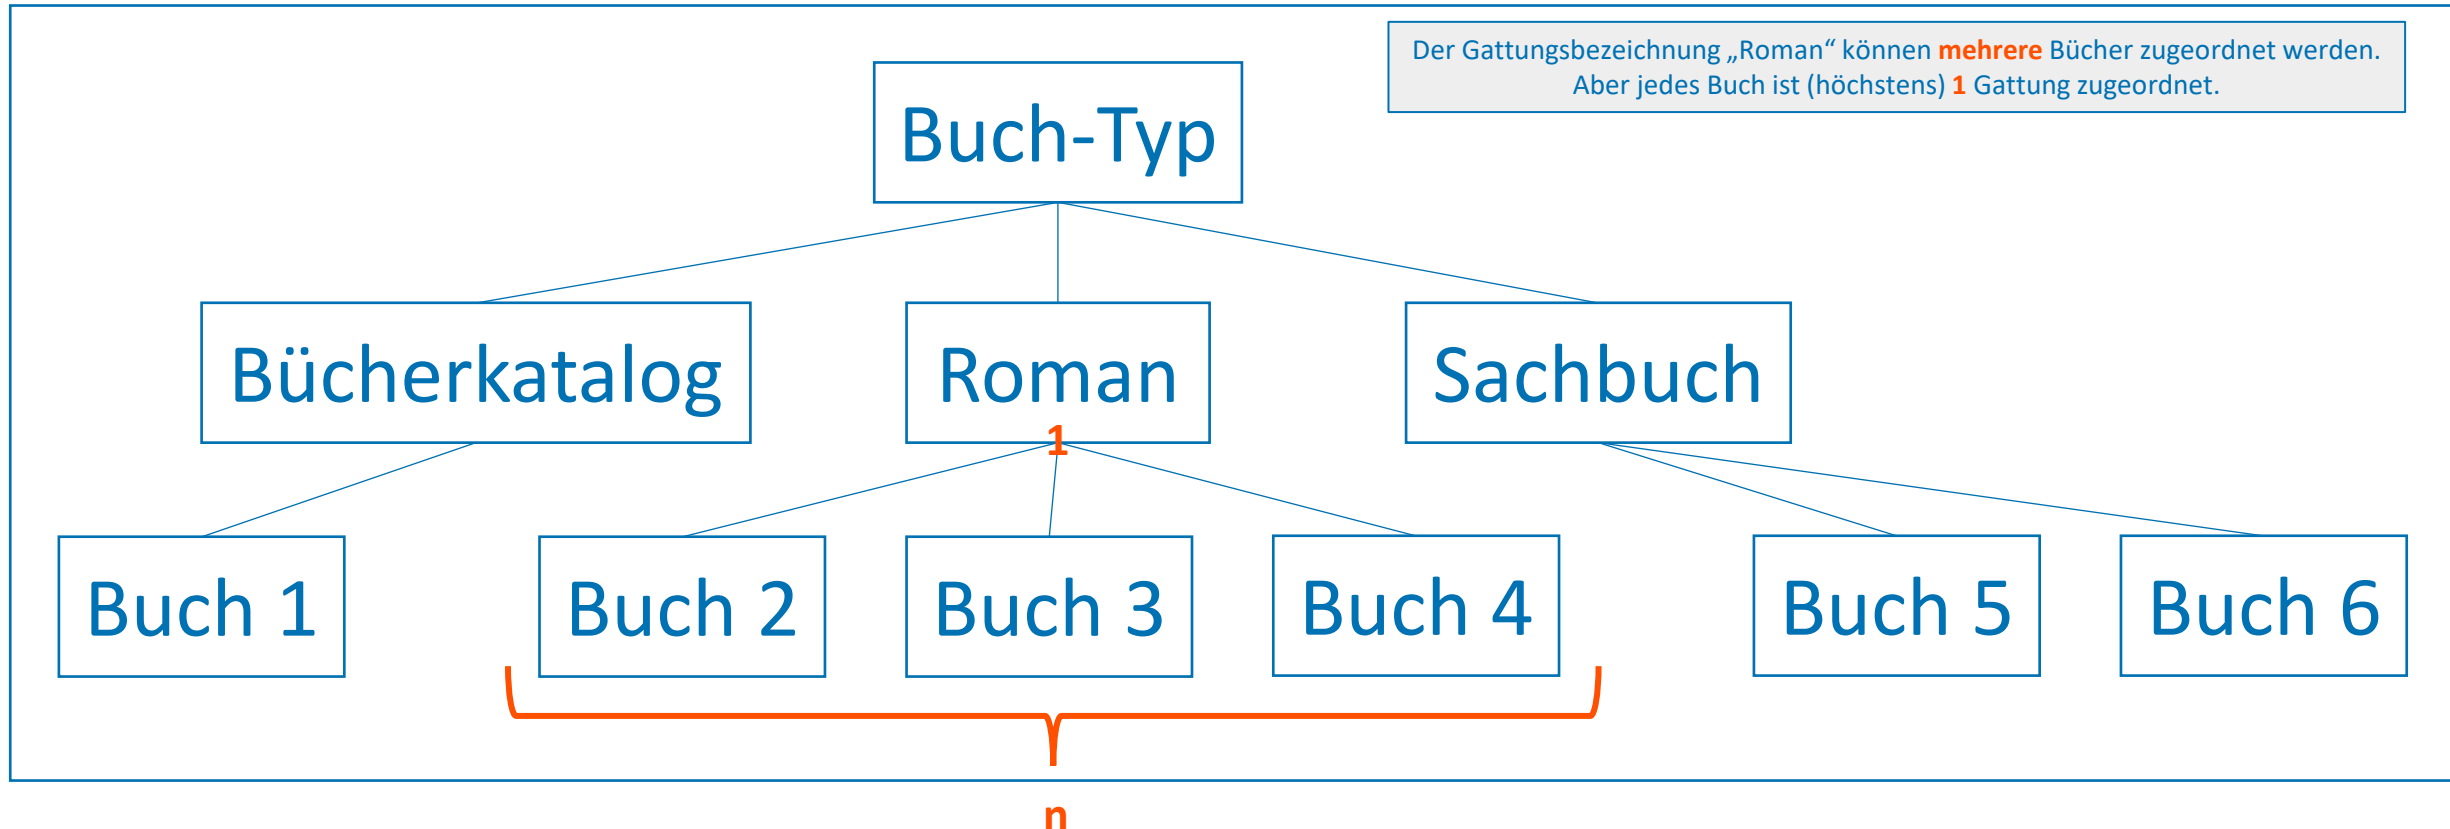 Der Gattungsbezeichnung „Roman“ können mehrere Bücher zugeordnet werden.
Aber jedes Buch ist (höchstens) 1 Gattung zugeordnet.
Buch-Typ
Bücherkatalog
Roman
Sachbuch
1
Buch 1
Buch 2
Buch 3
Buch 4
Buch 5
Buch 6
n